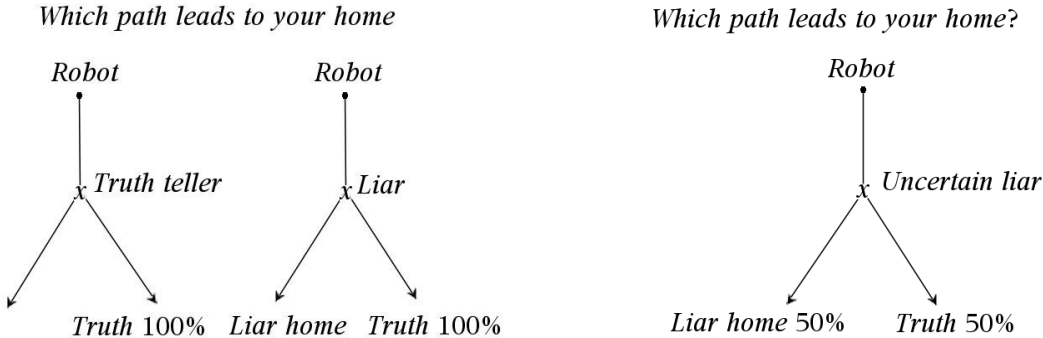 Which path leads to your home
Robot
x Truth teller
Truth 100%
Robot
x Liar
Liar home
Truth 100%
Which path leads to your home?
Robot
x Uncertain liar
Liar home 50%
Truth 50%